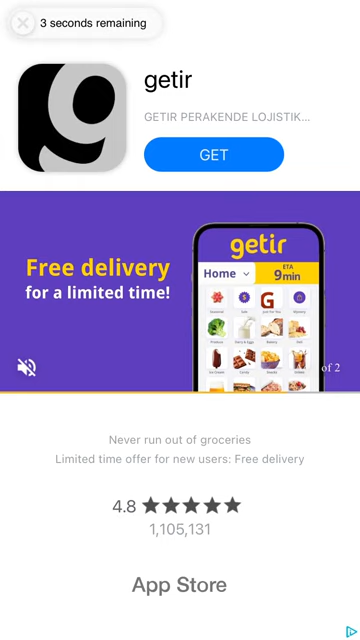 3 seconds remaining
getir
GETIR PERAKENDE LOJISTIK...
GET
Free delivery
for a limited time!
getir
Home
ETA
9min
G
of 2
Never run out of groceries
Limited time offer for new users: Free delivery
4.8
1,105,131
App Store